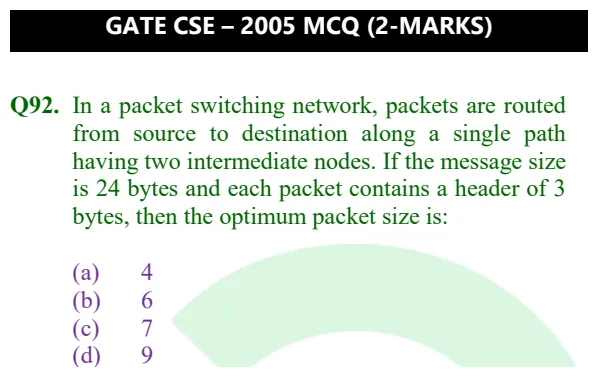 GATE CSE – 2005 MCQ (2-MARKS)
Q92. In a packet switching network, packets are routed
from source to destination along a single path
having two intermediate nodes. If the message size
is 24 bytes and each packet contains a header of 3
bytes, then the optimum packet size is:
(a) 4
(b) 6
(c) 7
(d) 9